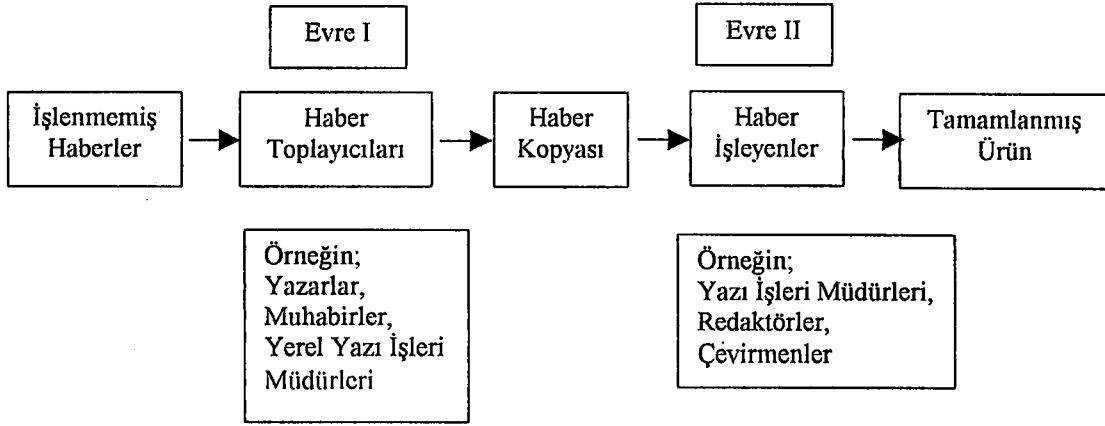 Evre I
Evre II
İşlenmemiş
Haberler
Haber
Toplayıcıları
Haber
Kopyası
Haber
İşleyenler
Tamamlanmış
Ürün
Örneğin;
Yazarlar,
Muhabirler,
Yerel Yazı İşleri
Müdürleri
Örneğin;
Yazı İşleri Müdürleri,
Redaktörler,
Çevirmenler